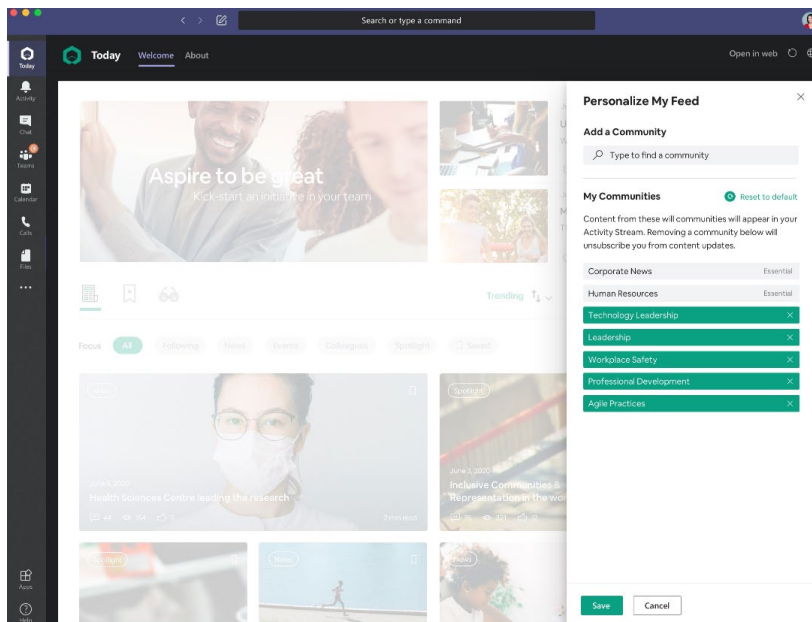 Search or type a command
Today
Activity
Chat
Teams
Calendar
Calls
Files
Apps
Help
Today
Welcome
About
Open in web
Aspire to be great
Kick-start an initiative in your team
Trending
Focus
All
Following
News
Events
Colleagues
Spotlight
Saved
June 3, 2020
Health Sciences Centre leading the research
44
Spotlight
June 3, 2020
Inclusive Communities &
Representation in the wor
Spotlight
News
News
Personalize My Feed
Add a Community
Type to find a community
My Communities
Reset to default
Content from these will communities will appear in your
Activity Stream. Removing a community below will
unsubscribe you from content updates.
Corporate News
Essential
Human Resources
Essential
Technology Leadership
Leadership
Workplace Safety
Professional Development
Agile Practices
Save
Cancel